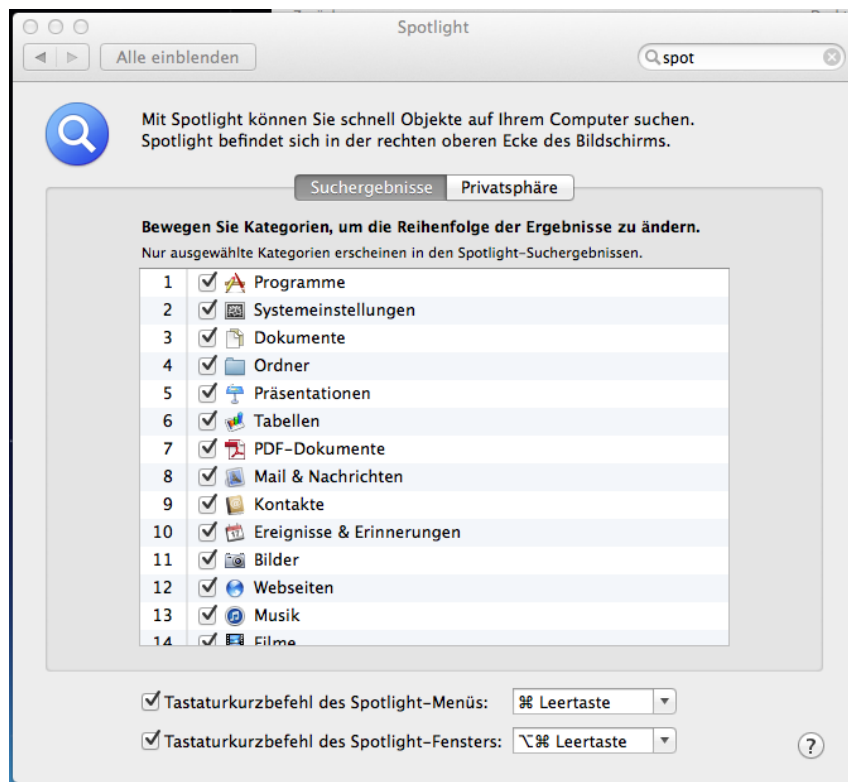 Spotlight
Alle einblenden
spot
Mit Spotlight können Sie schnell Objekte auf Ihrem Computer suchen.
Spotlight befindet sich in der rechten oberen Ecke des Bildschirms.
Suchergebnisse Privatsphäre
Bewegen Sie Kategorien, um die Reihenfolge der Ergebnisse zu ändern.
Nur ausgewählte Kategorien erscheinen in den Spotlight-Suchergebnissen.
1 Programme
2 Systemeinstellungen
3 Dokumente
4 Ordner
5 Präsentationen
6 Tabellen
7 PDF-Dokumente
8 Mail & Nachrichten
9 Kontakte
10 Ereignisse & Erinnerungen
11 Bilder
12 Webseiten
13 Musik
14 Filme
Tastaturkurzbefehl des Spotlight-Menüs: ⌘ Leertaste
Tastaturkurzbefehl des Spotlight-Fensters: ⌥⌘ Leertaste
?